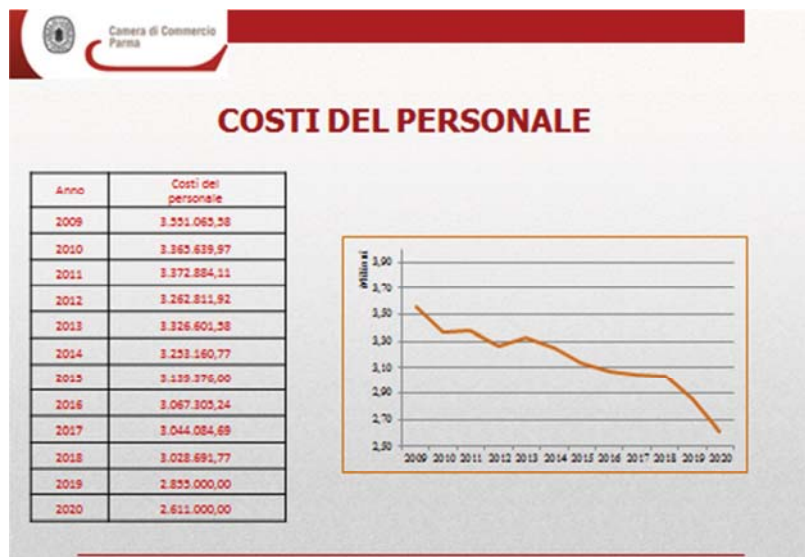 Camera di Commercio
Parma
COSTI DEL PERSONALE
Anno Costi del
personale
2009 3.551.065,58
2010 3.365.639,97
2011 3.372.884,11
2012 3.262.811,92
2013 3.326.601,58
2014 3.253.160,77
2015 3.139.376,00
2016 3.067.305,24
2017 3.044.084,69
2018 3.028.691,77
2019 2.855.000,00
2020 2.611.000,00
Milioni
3,90
3,70
3,50
3,30
3,10
2,90
2,70
2,50
2009 2010 2011 2012 2013 2014 2015 2016 2017 2018 2019 2020